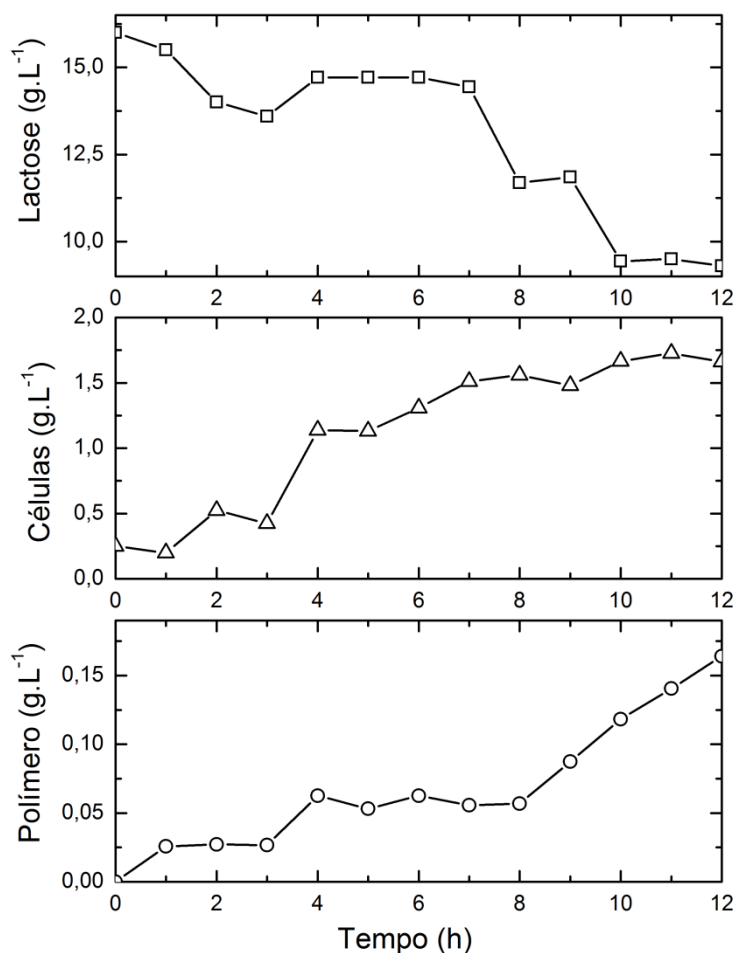 Lactose (g.L⁻¹)
15,0
12,5
10,0
0 2 4 6 8 10 12
Células (g.L⁻¹)
2,0
1,5
1,0
0,5
0,0
0 2 4 6 8 10 12
Polímero (g.L⁻¹)
0,15
0,10
0,05
0,00
0 2 4 6 8 10 12
Tempo (h)